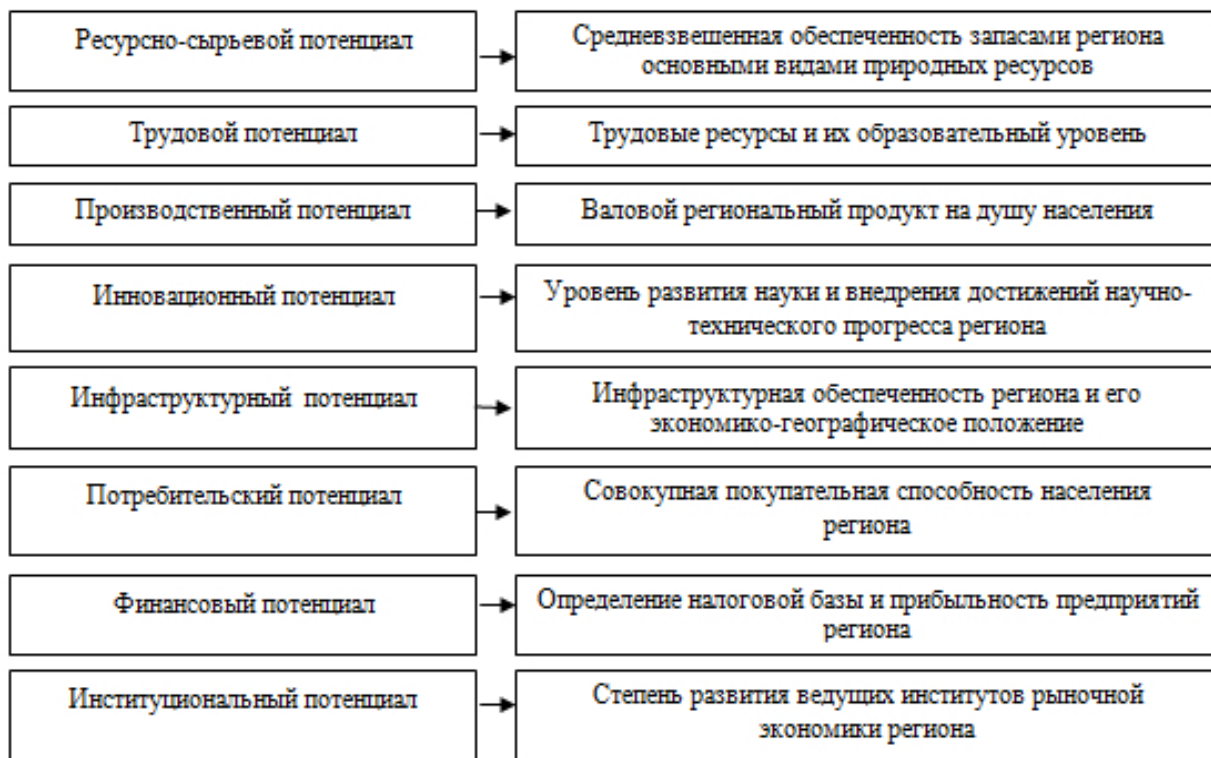 Ресурсно-сырьевой потенциал
Средневзвешенная обеспеченность запасами региона
основными видами природных ресурсов
Трудовой потенциал
Трудовые ресурсы и их образовательный уровень
Производственный потенциал
Валовой региональный продукт на душу населения
Инновационный потенциал
Уровень развития науки и внедрения достижений научно-
технического прогресса региона
Инфраструктурный потенциал
Инфраструктурная обеспеченность региона и его
экономико-географическое положение
Потребительский потенциал
Совокупная покупательная способность населения
региона
Финансовый потенциал
Определение налоговой базы и прибыльность предприятий
региона
Институциональный потенциал
Степень развития ведущих институтов рыночной
экономики региона